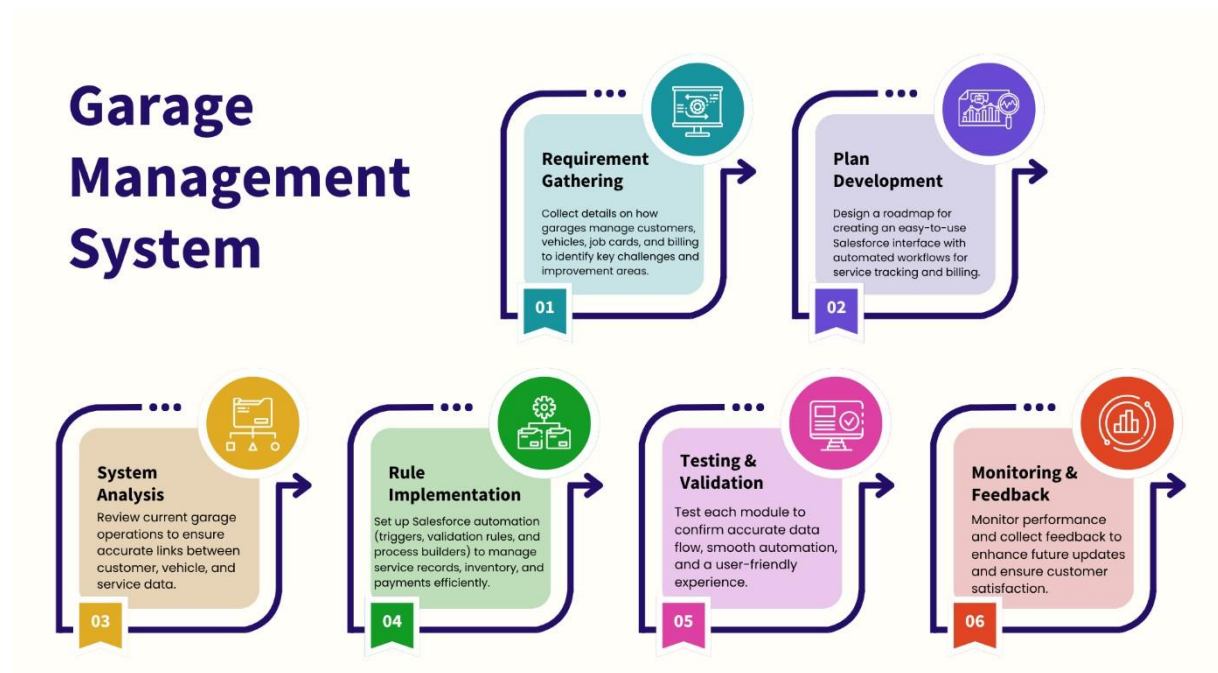 Garage
Management
System
Requirement
Gathering
Collect details on how
garages manage customers,
vehicles, job cards, and billing
to identify key challenges and
improvement areas.
01
Plan
Development
Design a roadmap for
creating an easy-to-use
Salesforce interface with
automated workflows for
service tracking and billing.
02
System
Analysis
Review current garage
operations to ensure
accurate links between
customer, vehicle, and
service data.
03
Rule
Implementation
Set up Salesforce automation
(triggers, validation rules, and
process builders) to manage
service records, inventory, and
payments efficiently.
04
Testing &
Validation
Test each module to
confirm accurate data
flow, smooth automation,
and a user-friendly
experience.
05
Monitoring &
Feedback
Monitor performance
and collect feedback to
enhance future updates
and ensure customer
satisfaction.
06